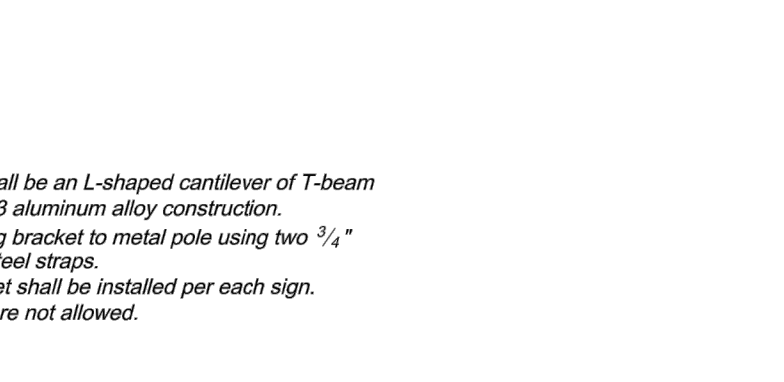 all be an L-shaped cantilever of T-beam
3 aluminum alloy construction.
g bracket to metal pole using two 3/4"
eel straps.
et shall be installed per each sign.
re not allowed.